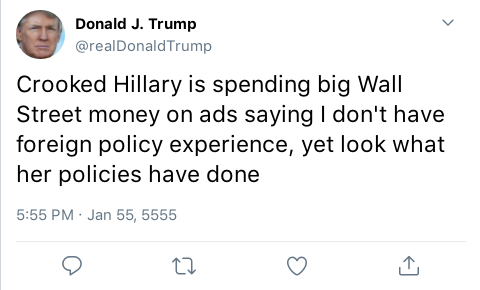 Donald J. Trump
@realDonaldTrump
Crooked Hillary is spending big Wall
Street money on ads saying I don't have
foreign policy experience, yet look what
her policies have done
5:55 PM · Jan 55, 5555